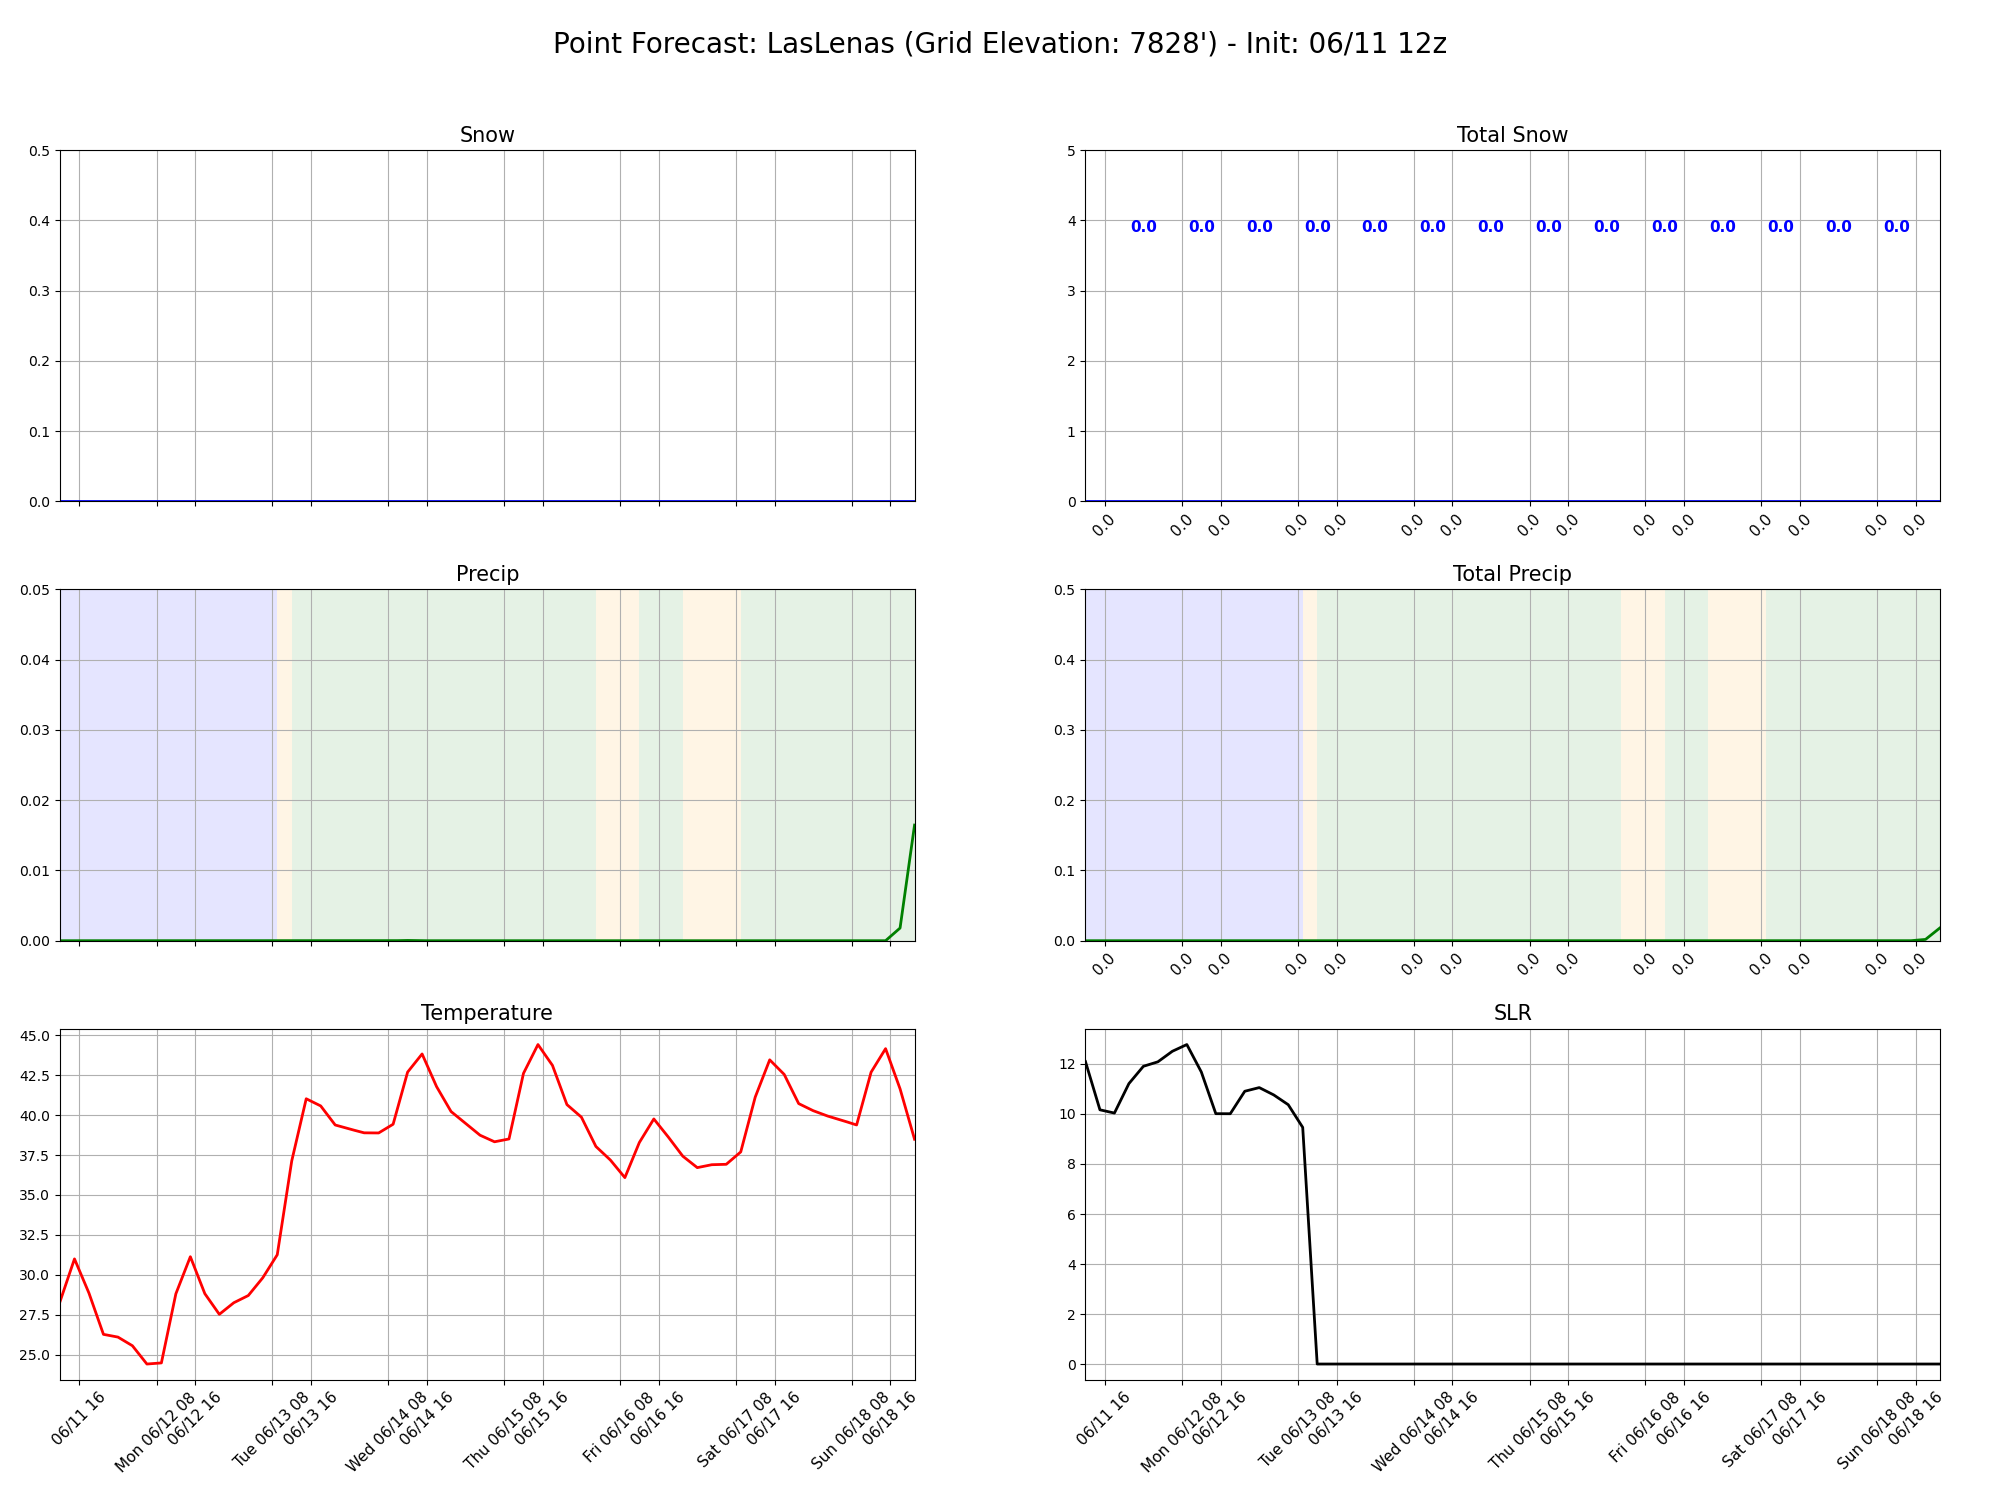 Point Forecast: LasLenas (Grid Elevation: 7828') - Init: 06/11 12z
Snow
0.5
0.4
0.3
0.2
0.1
0.0
Total Snow
5
4
3
2
1
0
0.0 0.0 0.0 0.0 0.0 0.0 0.0 0.0 0.0 0.0 0.0 0.0 0.0 0.0
0.0 0.0 0.0 0.0 0.0 0.0 0.0 0.0 0.0 0.0 0.0 0.0 0.0 0.0 0.0
Precip
0.05
0.04
0.03
0.02
0.01
0.00
Total Precip
0.5
0.4
0.3
0.2
0.1
0.0
0.0 0.0 0.0 0.0 0.0 0.0 0.0 0.0 0.0 0.0 0.0 0.0 0.0 0.0 0.0
Temperature
45.0
42.5
40.0
37.5
35.0
32.5
30.0
27.5
25.0
06/11 16
Mon 06/12 08
06/12 16
Tue 06/13 08
06/13 16
Wed 06/14 08
06/14 16
Thu 06/15 08
06/15 16
Fri 06/16 08
06/16 16
Sat 06/17 08
06/17 16
Sun 06/18 08
06/18 16
SLR
12
10
8
6
4
2
0
06/11 16
Mon 06/12 08
06/12 16
Tue 06/13 08
06/13 16
Wed 06/14 08
06/14 16
Thu 06/15 08
06/15 16
Fri 06/16 08
06/16 16
Sat 06/17 08
06/17 16
Sun 06/18 08
06/18 16